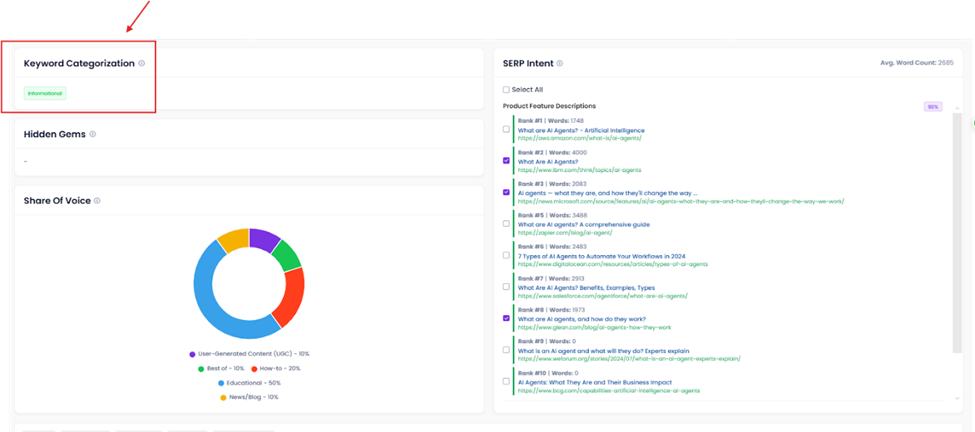 Keyword Categorization
Informational
Hidden Gems
-
Share Of Voice
User-Generated Content (UGC) - 10%
Best of - 10% How-to - 20%
Educational - 50%
News/Blog - 10%
SERP Intent
Avg. Word Count: 2685
Select All
Product Feature Descriptions
90%
Rank #1 | Words: 1748
What are AI Agents? - Artificial Intelligence
https://aws.amazon.com/what-is/ai-agents/
Rank #2 | Words: 4000
What Are AI Agents?
https://www.ibm.com/think/topics/ai-agents
Rank #3 | Words: 2083
AI agents — what they are, and how they'll change the way ...
https://news.microsoft.com/source/features/ai/ai-agents-what-they-are-and-how-theyll-change-the-way-we-work/
Rank #5 | Words: 3488
What are AI agents? A comprehensive guide
https://zapier.com/blog/ai-agent/
Rank #6 | Words: 2483
7 Types of AI Agents to Automate Your Workflows in 2024
https://www.digitalocean.com/resources/articles/types-of-ai-agents
Rank #7 | Words: 2913
What Are AI Agents? Benefits, Examples, Types
https://www.salesforce.com/agentforce/what-are-ai-agents/
Rank #8 | Words: 1973
What are AI agents, and how do they work?
https://www.glean.com/blog/ai-agents-how-they-work
Rank #9 | Words: 0
What is an AI agent and what will they do? Experts explain
https://www.weforum.org/stories/2024/07/what-is-an-ai-agent-experts-explain/
Rank #10 | Words: 0
AI Agents: What They Are and Their Business Impact
https://www.bcg.com/capabilities/artificial-intelligence/ai-agents